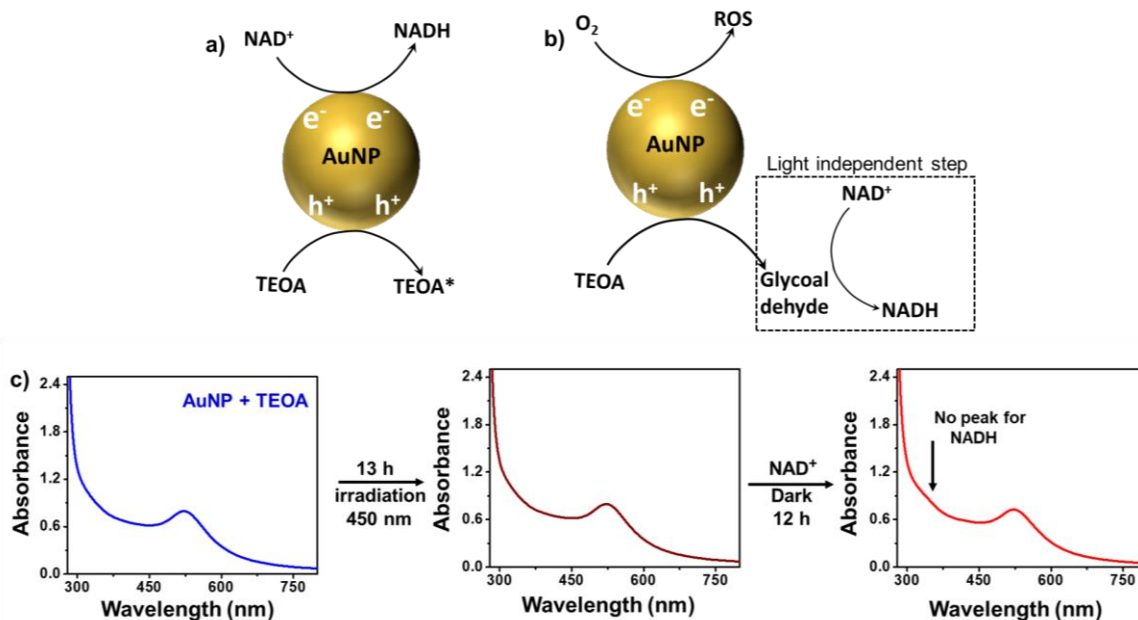 a)
NAD+
NADH
e- e-
AuNP
h+ h+
TEOA
TEOA*
b)
O2
ROS
e- e-
AuNP
h+ h+
TEOA
Light independent step
NAD+
Glycoal
dehyde
NADH
c)
AuNP + TEOA
Absorbance
2.4
1.8
1.2
0.6
0.0
300 450 600 750
Wavelength (nm)
13 h
irradiation
450 nm
Absorbance
2.4
1.8
1.2
0.6
0.0
300 450 600 750
Wavelength (nm)
NAD+
Dark
12 h
No peak for
NADH
Absorbance
2.4
1.8
1.2
0.6
0.0
300 450 600 750
Wavelength (nm)